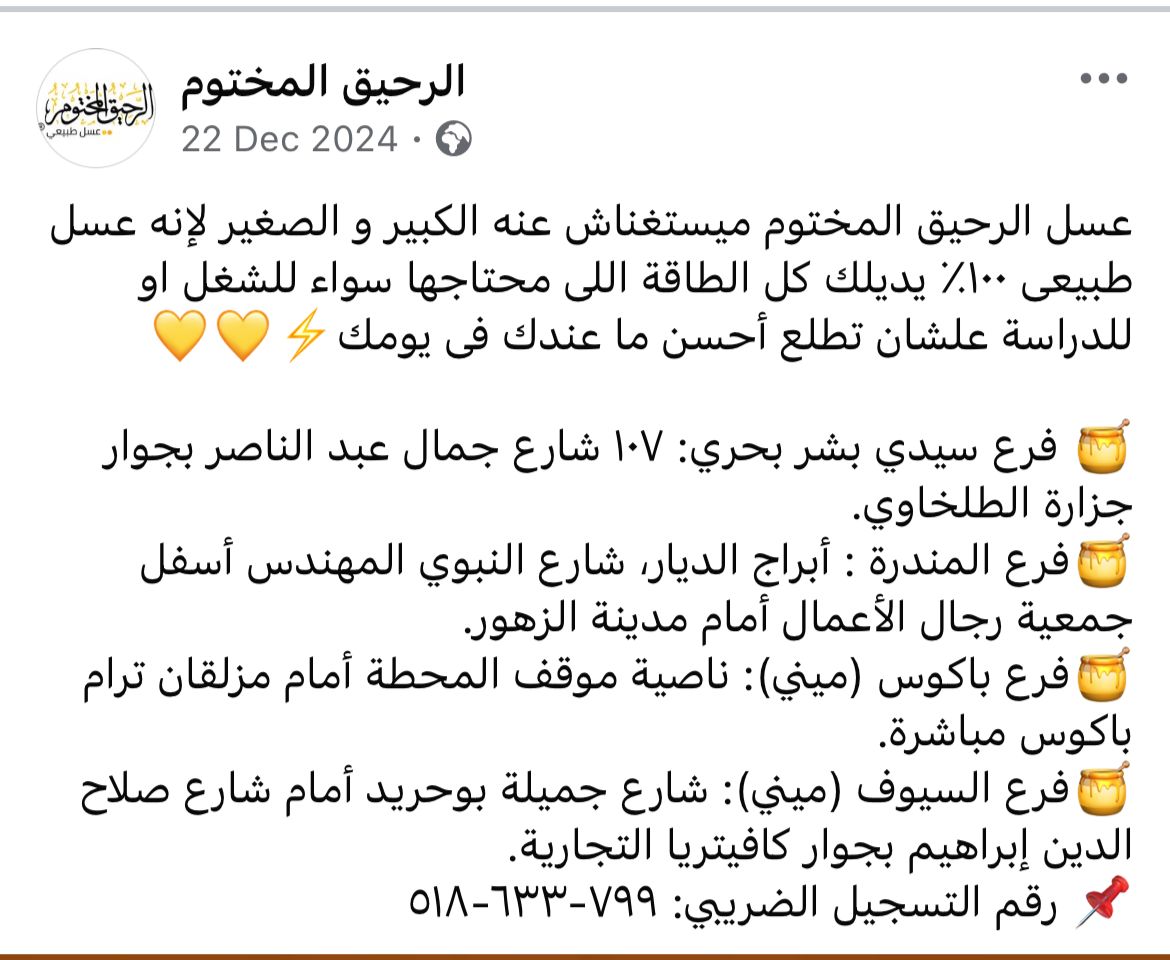 الرحيق المختوم
عسل طبيعي
الرحيق المختوم
22 Dec 2024 ·
عسل الرحيق المختوم ميستغناش عنه الكبير و الصغير لإنه عسل
طبيعى ١٠٠٪ يديلك كل الطاقة اللى محتاجها سواء للشغل او
للدراسة علشان تطلع أحسن ما عندك فى يومك⚡💛💛
🍯 فرع سيدي بشر بحري: ١٠٧ شارع جمال عبد الناصر بجوار
جزارة الطلخاوي.
🍯فرع المندرة : أبراج الديار، شارع النبوي المهندس أسفل
جمعية رجال الأعمال أمام مدينة الزهور.
🍯فرع باكوس (ميني): ناصية موقف المحطة أمام مزلقان ترام
باكوس مباشرة.
🍯فرع السيوف (ميني): شارع جميلة بوحريد أمام شارع صلاح
الدين إبراهيم بجوار كافيتريا التجارية.
📌 رقم التسجيل الضريبي: ٧٩٩-٦٣٣-٥١٨